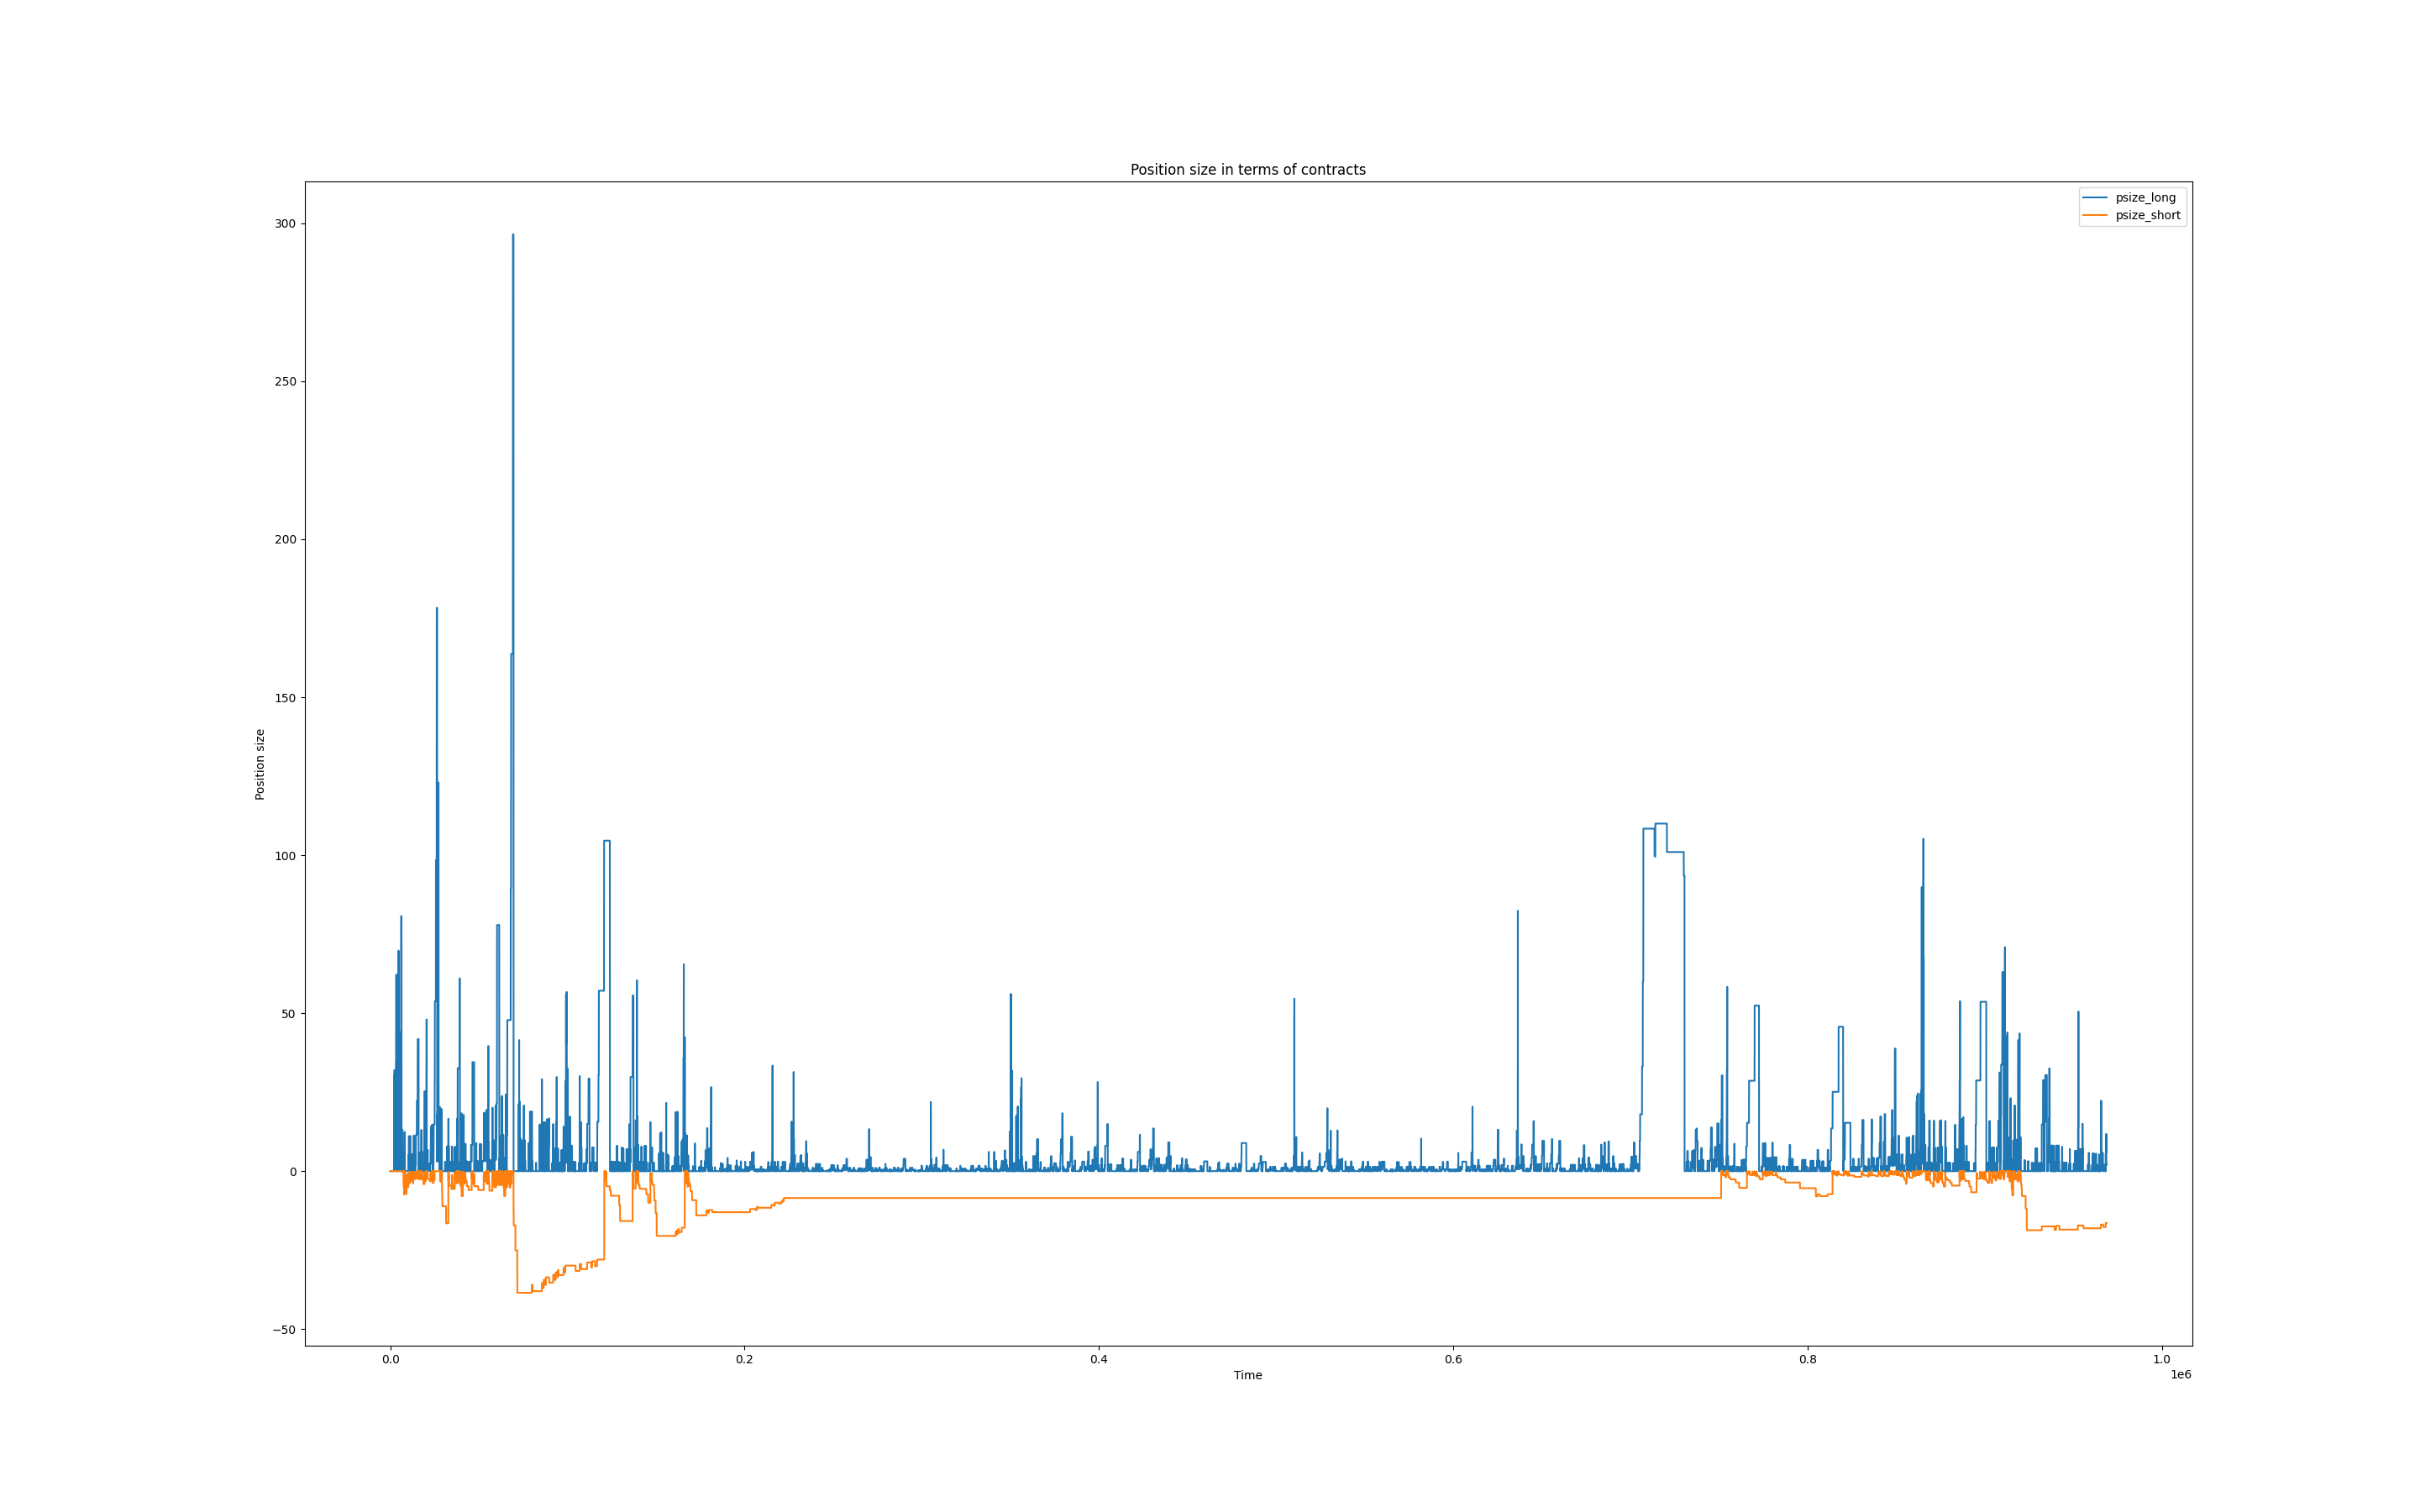 Position size in terms of contracts
psize_long
psize_short
300
250
200
150
100
50
0
−50
Position size
0.0
0.2
0.4
0.6
0.8
1.0
1e6
Time